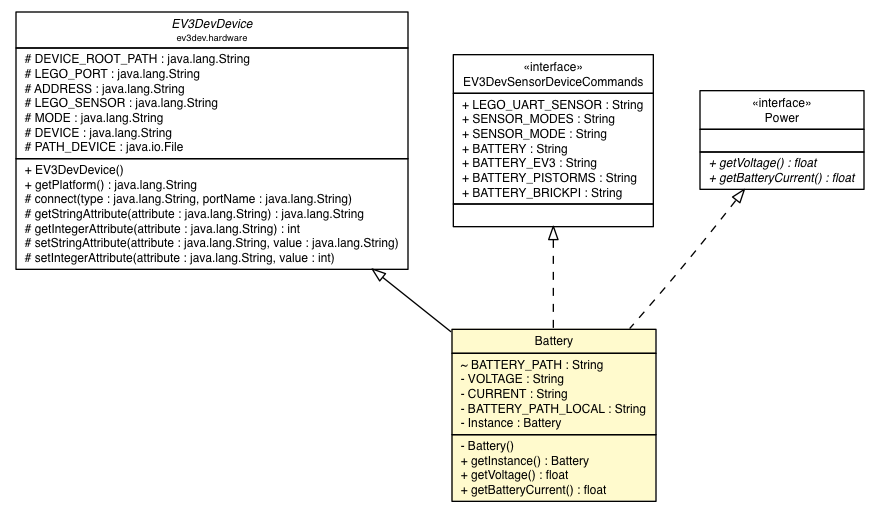 EV3DevDevice
ev3dev.hardware
# DEVICE_ROOT_PATH : java.lang.String
# LEGO_PORT : java.lang.String
# ADDRESS : java.lang.String
# LEGO_SENSOR : java.lang.String
# MODE : java.lang.String
# DEVICE : java.lang.String
# PATH_DEVICE : java.io.File
+ EV3DevDevice()
+ getPlatform() : java.lang.String
# connect(type : java.lang.String, portName : java.lang.String)
# getStringAttribute(attribute : java.lang.String) : java.lang.String
# getIntegerAttribute(attribute : java.lang.String) : int
# setStringAttribute(attribute : java.lang.String, value : java.lang.String)
# setIntegerAttribute(attribute : java.lang.String, value : int)
«interface»
EV3DevSensorDeviceCommands
+ LEGO_UART_SENSOR : String
+ SENSOR_MODES : String
+ SENSOR_MODE : String
+ BATTERY : String
+ BATTERY_EV3 : String
+ BATTERY_PISTORMS : String
+ BATTERY_BRICKPI : String
«interface»
Power
+ getVoltage() : float
+ getBatteryCurrent() : float
Battery
~ BATTERY_PATH : String
- VOLTAGE : String
- CURRENT : String
- BATTERY_PATH_LOCAL : String
- Instance : Battery
- Battery()
+ getInstance() : Battery
+ getVoltage() : float
+ getBatteryCurrent() : float